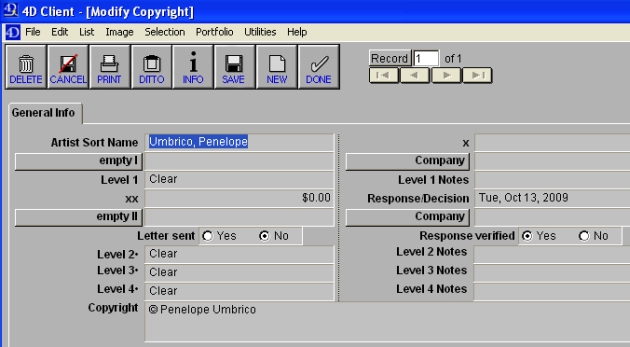 4D Client - [Modify Copyright]
File Edit List Image Selection Portfolio Utilities Help
DELETE CANCEL PRINT DITTO INFO SAVE NEW DONE
Record 1 of 1
General Info
Artist Sort Name Umbrico, Penelope x
empty I Company
Level 1 Clear Level 1 Notes
xx $0.00 Response/Decision Tue, Oct 13, 2009
empty II Company
Letter sent Yes No Response verified Yes No
Level 2• Clear Level 2 Notes
Level 3• Clear Level 3 Notes
Level 4• Clear Level 4 Notes
Copyright © Penelope Umbrico